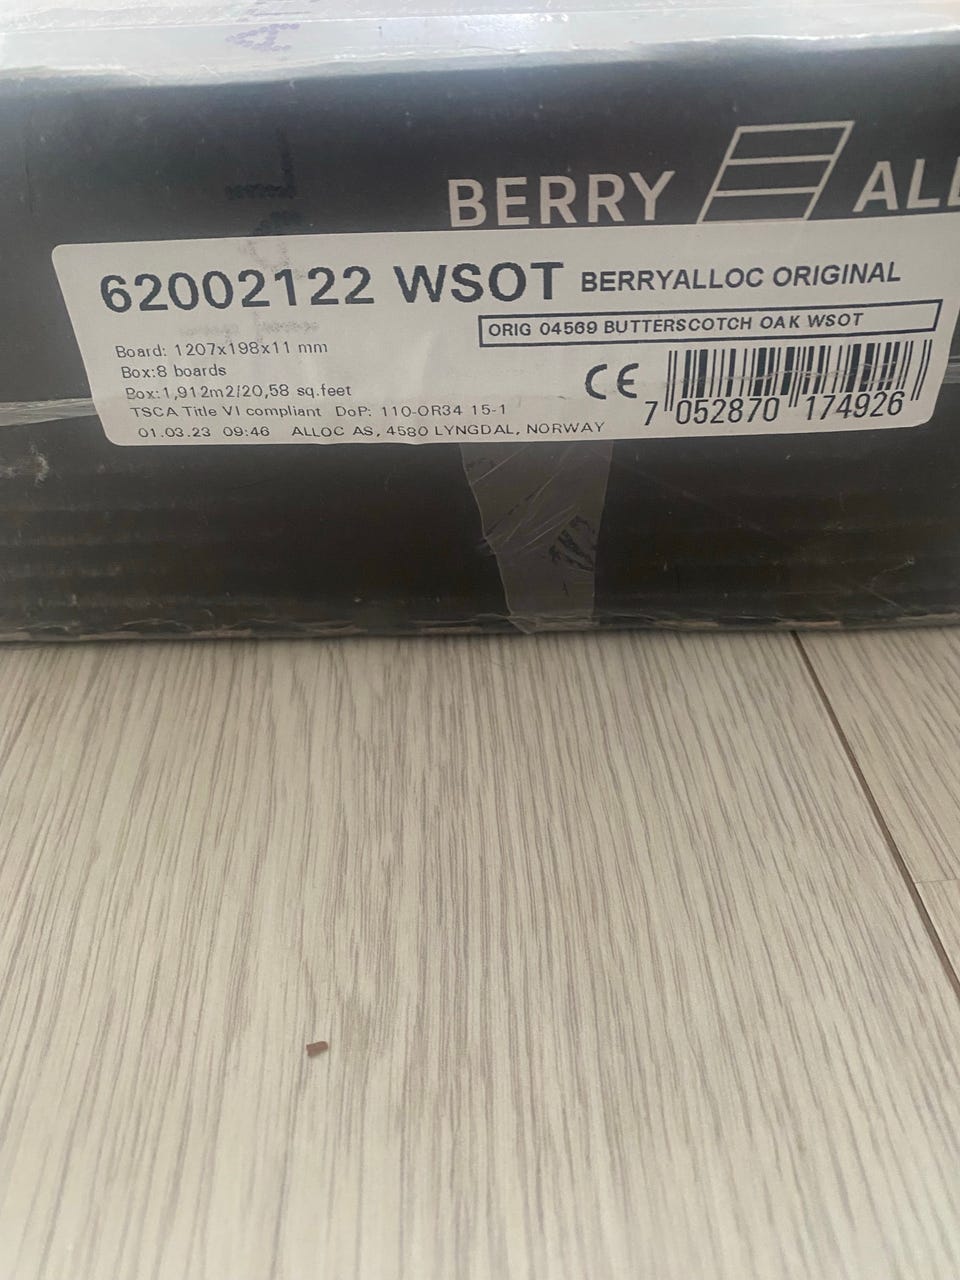 BERRY ALL
62002122 WSOT BERRYALLOC ORIGINAL
ORIG 04569 BUTTERSCOTCH OAK WSOT
Board: 1207x198x11 mm
Box:8 boards
Box:1,912m2/20,58 sq.feet
TSCA Title VI compliant DoP: 110-OR34 15-1
01.03.23 09:46 ALLOC AS, 4580 LYNGDAL, NORWAY
CE
7 052870 174926